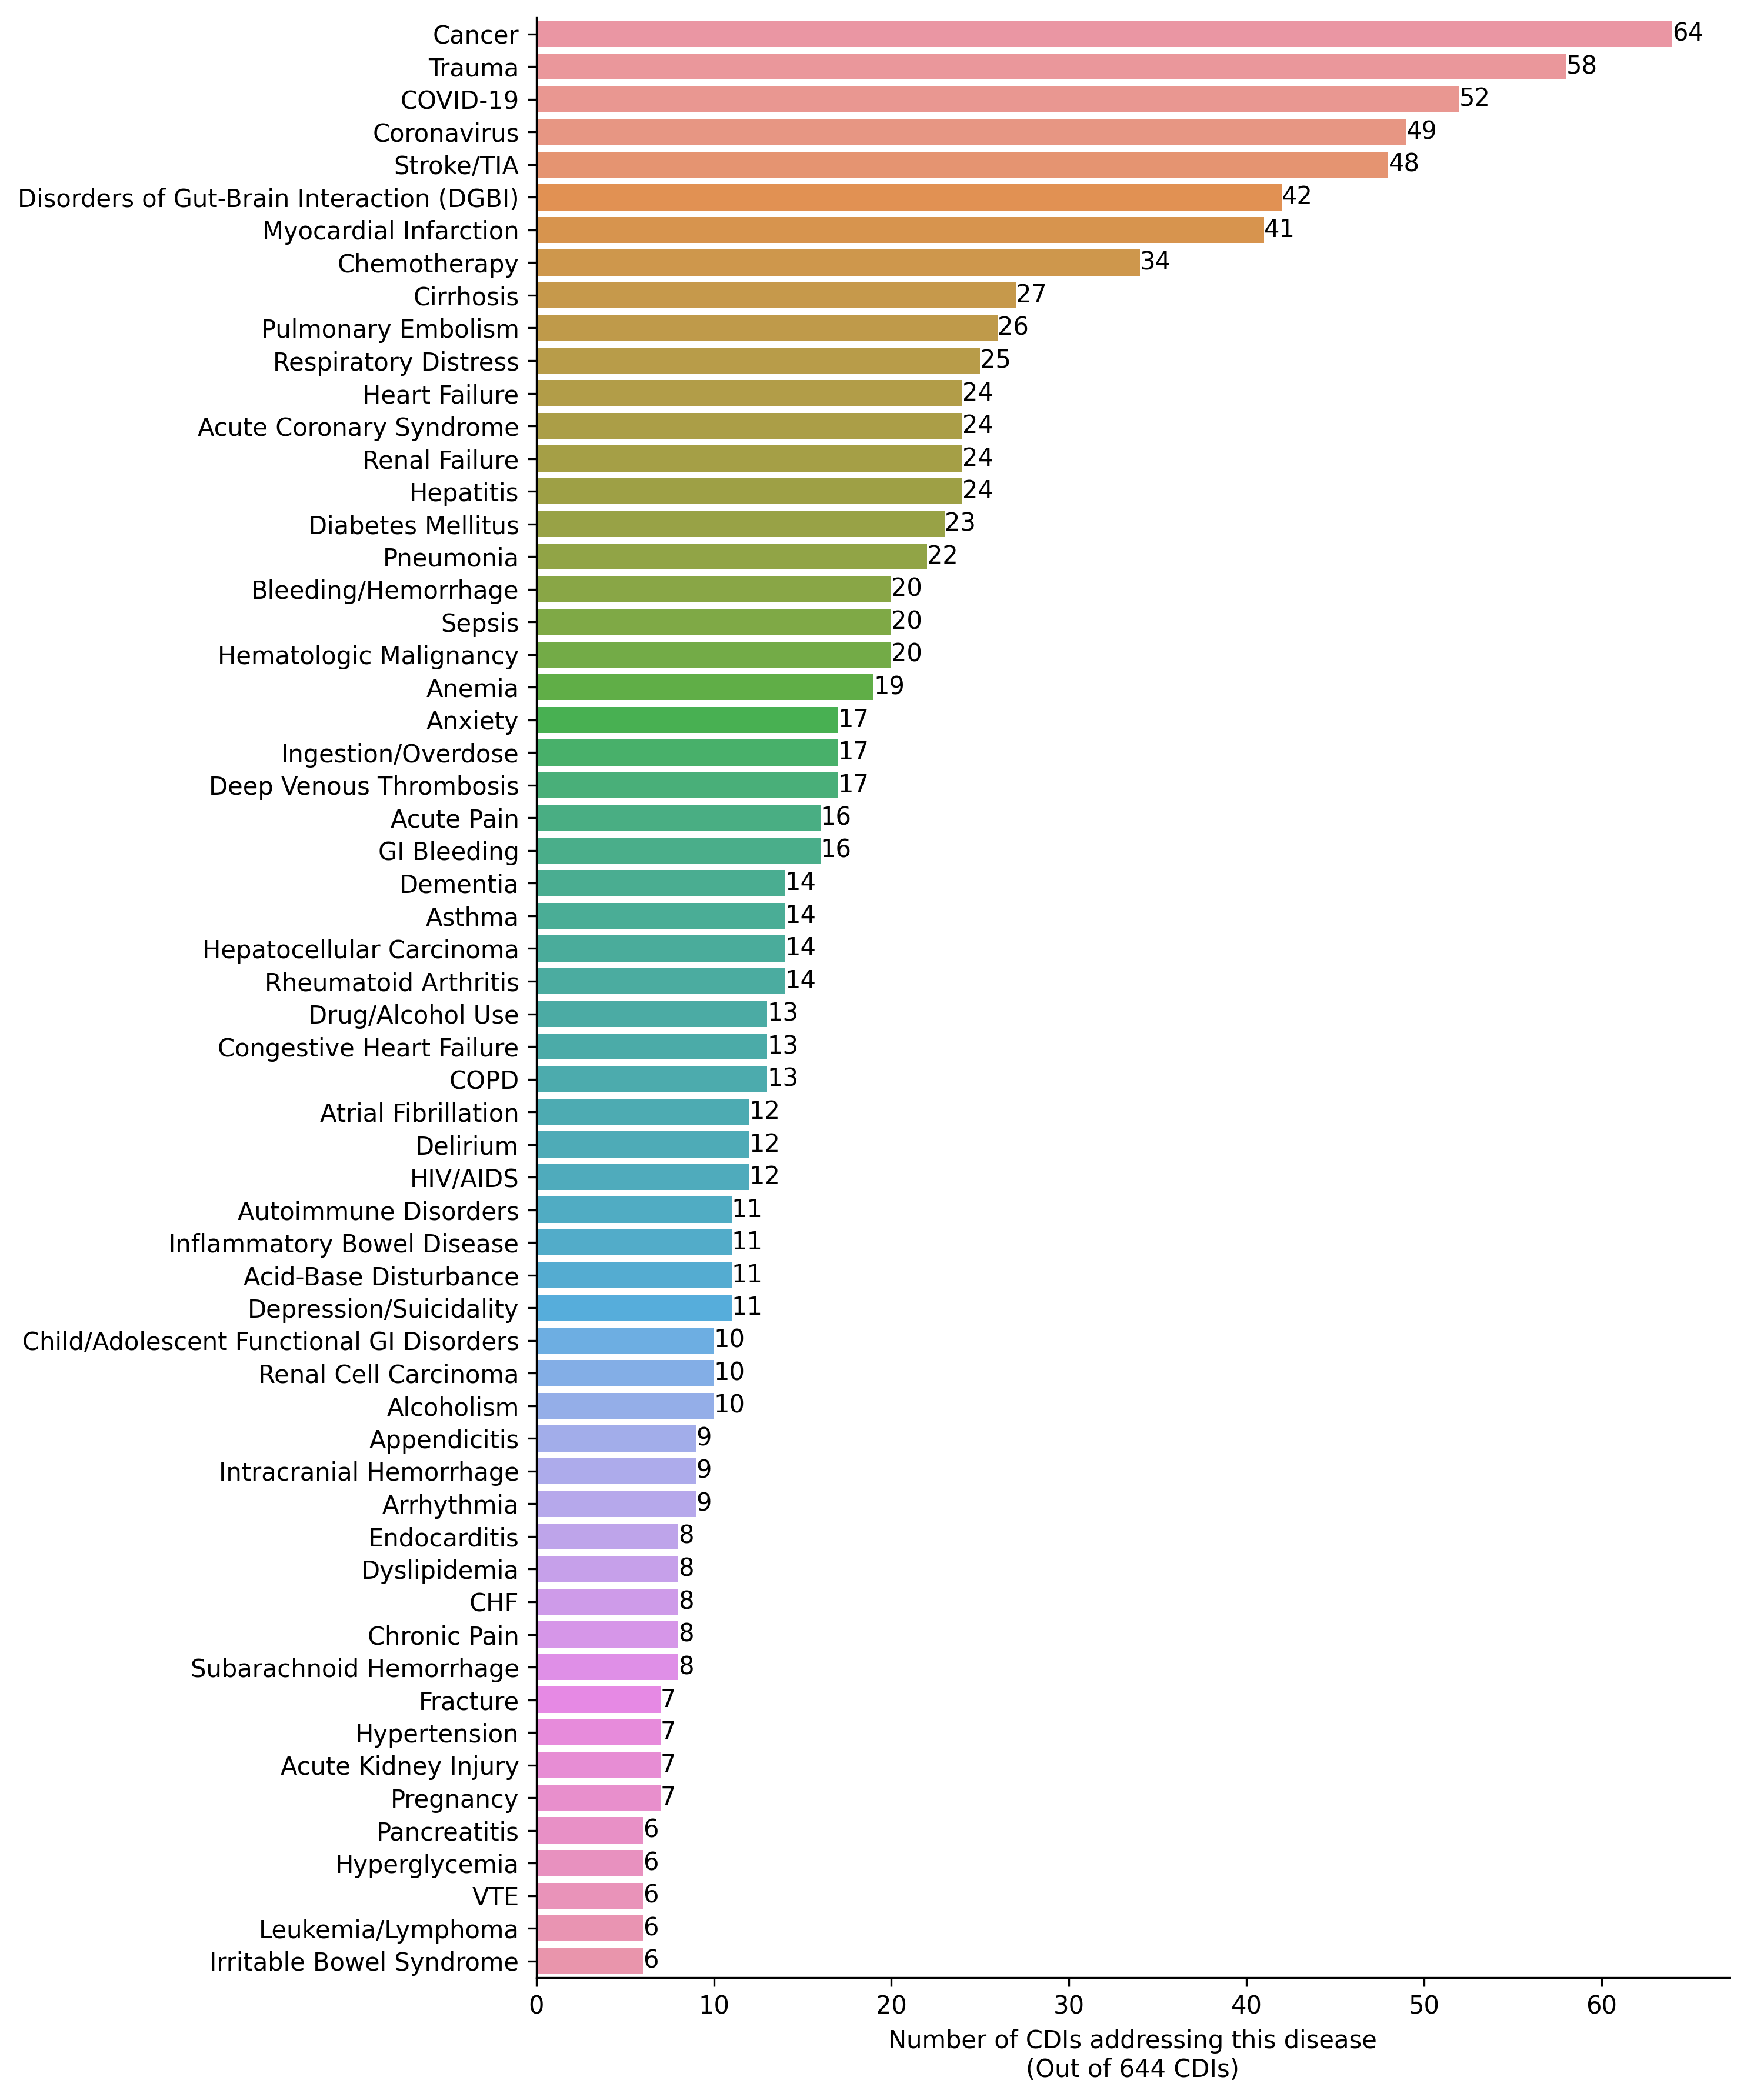 Cancer 64
Trauma 58
COVID-19 52
Coronavirus 49
Stroke/TIA 48
Disorders of Gut-Brain Interaction (DGBI) 42
Myocardial Infarction 41
Chemotherapy 34
Cirrhosis 27
Pulmonary Embolism 26
Respiratory Distress 25
Heart Failure 24
Acute Coronary Syndrome 24
Renal Failure 24
Hepatitis 24
Diabetes Mellitus 23
Pneumonia 22
Bleeding/Hemorrhage 20
Sepsis 20
Hematologic Malignancy 20
Anemia 19
Anxiety 17
Ingestion/Overdose 17
Deep Venous Thrombosis 17
Acute Pain 16
GI Bleeding 16
Dementia 14
Asthma 14
Hepatocellular Carcinoma 14
Rheumatoid Arthritis 14
Drug/Alcohol Use 13
Congestive Heart Failure 13
COPD 13
Atrial Fibrillation 12
Delirium 12
HIV/AIDS 12
Autoimmune Disorders 11
Inflammatory Bowel Disease 11
Acid-Base Disturbance 11
Depression/Suicidality 11
Child/Adolescent Functional GI Disorders 10
Renal Cell Carcinoma 10
Alcoholism 10
Appendicitis 9
Intracranial Hemorrhage 9
Arrhythmia 9
Endocarditis 8
Dyslipidemia 8
CHF 8
Chronic Pain 8
Subarachnoid Hemorrhage 8
Fracture 7
Hypertension 7
Acute Kidney Injury 7
Pregnancy 7
Pancreatitis 6
Hyperglycemia 6
VTE 6
Leukemia/Lymphoma 6
Irritable Bowel Syndrome 6
0 10 20 30 40 50 60
Number of CDIs addressing this disease
(Out of 644 CDIs)